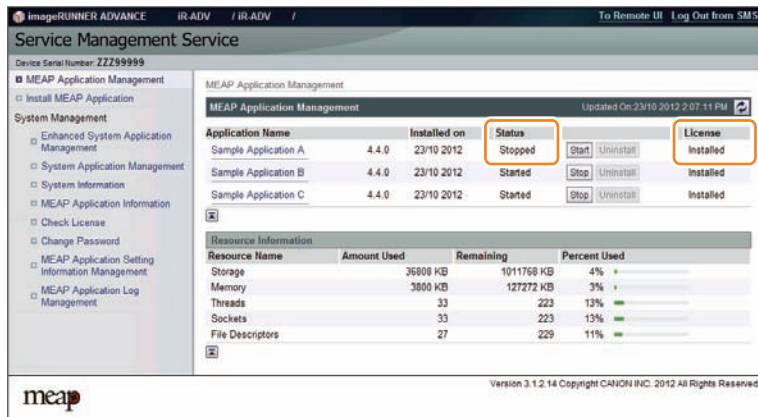 imageRUNNER ADVANCE iR-ADV / iR-ADV / To Remote UI Log Out from SMS
Service Management Service
Device Serial Number: ZZZ99999
MEAP Application Management
Install MEAP Application
System Management
Enhanced System Application
Management
System Application Management
System Information
MEAP Application Information
Check License
Change Password
MEAP Application Setting
Information Management
MEAP Application Log
Management
MEAP Application Management
MEAP Application Management Updated On:23/10 2012 2:07:11 PM
Application Name Installed on Status License
Sample Application A 4.4.0 23/10 2012 Stopped Start Uninstall Installed
Sample Application B 4.4.0 23/10 2012 Started Stop Uninstall Installed
Sample Application C 4.4.0 23/10 2012 Started Stop Uninstall Installed
Resource Information
Resource Name Amount Used Remaining Percent Used
Storage 36808 KB 1011768 KB 4%
Memory 3800 KB 127272 KB 3%
Threads 33 223 13%
Sockets 33 223 13%
File Descriptors 27 229 11%
meap
Version 3.1.2.14 Copyright CANON INC. 2012 All Rights Reserved